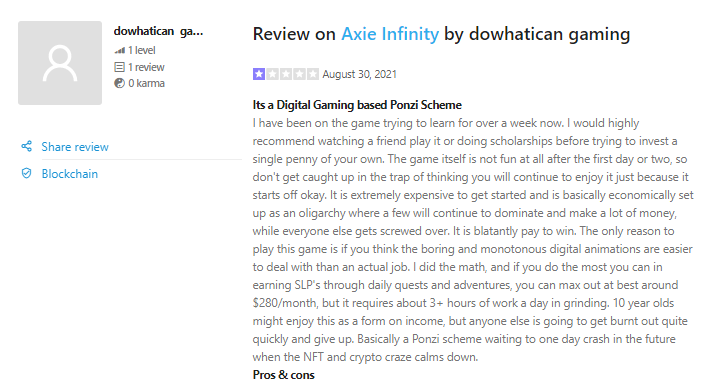 dowhatican ga...
1 level
1 review
0 karma
Share review
Blockchain
Review on Axie Infinity by dowhatican gaming
August 30, 2021
Its a Digital Gaming based Ponzi Scheme
I have been on the game trying to learn for over a week now. I would highly
recommend watching a friend play it or doing scholarships before trying to invest a
single penny of your own. The game itself is not fun at all after the first day or two, so
don't get caught up in the trap of thinking you will continue to enjoy it just because it
starts off okay. It is extremely expensive to get started and is basically economically set
up as an oligarchy where a few will continue to dominate and make a lot of money,
while everyone else gets screwed over. It is blatantly pay to win. The only reason to
play this game is if you think the boring and monotonous digital animations are easier
to deal with than an actual job. I did the math, and if you do the most you can in
earning SLP's through daily quests and adventures, you can max out at best around
$280/month, but it requires about 3+ hours of work a day in grinding. 10 year olds
might enjoy this as a form on income, but anyone else is going to get burnt out quite
quickly and give up. Basically a Ponzi scheme waiting to one day crash in the future
when the NFT and crypto craze calms down.
Pros & cons